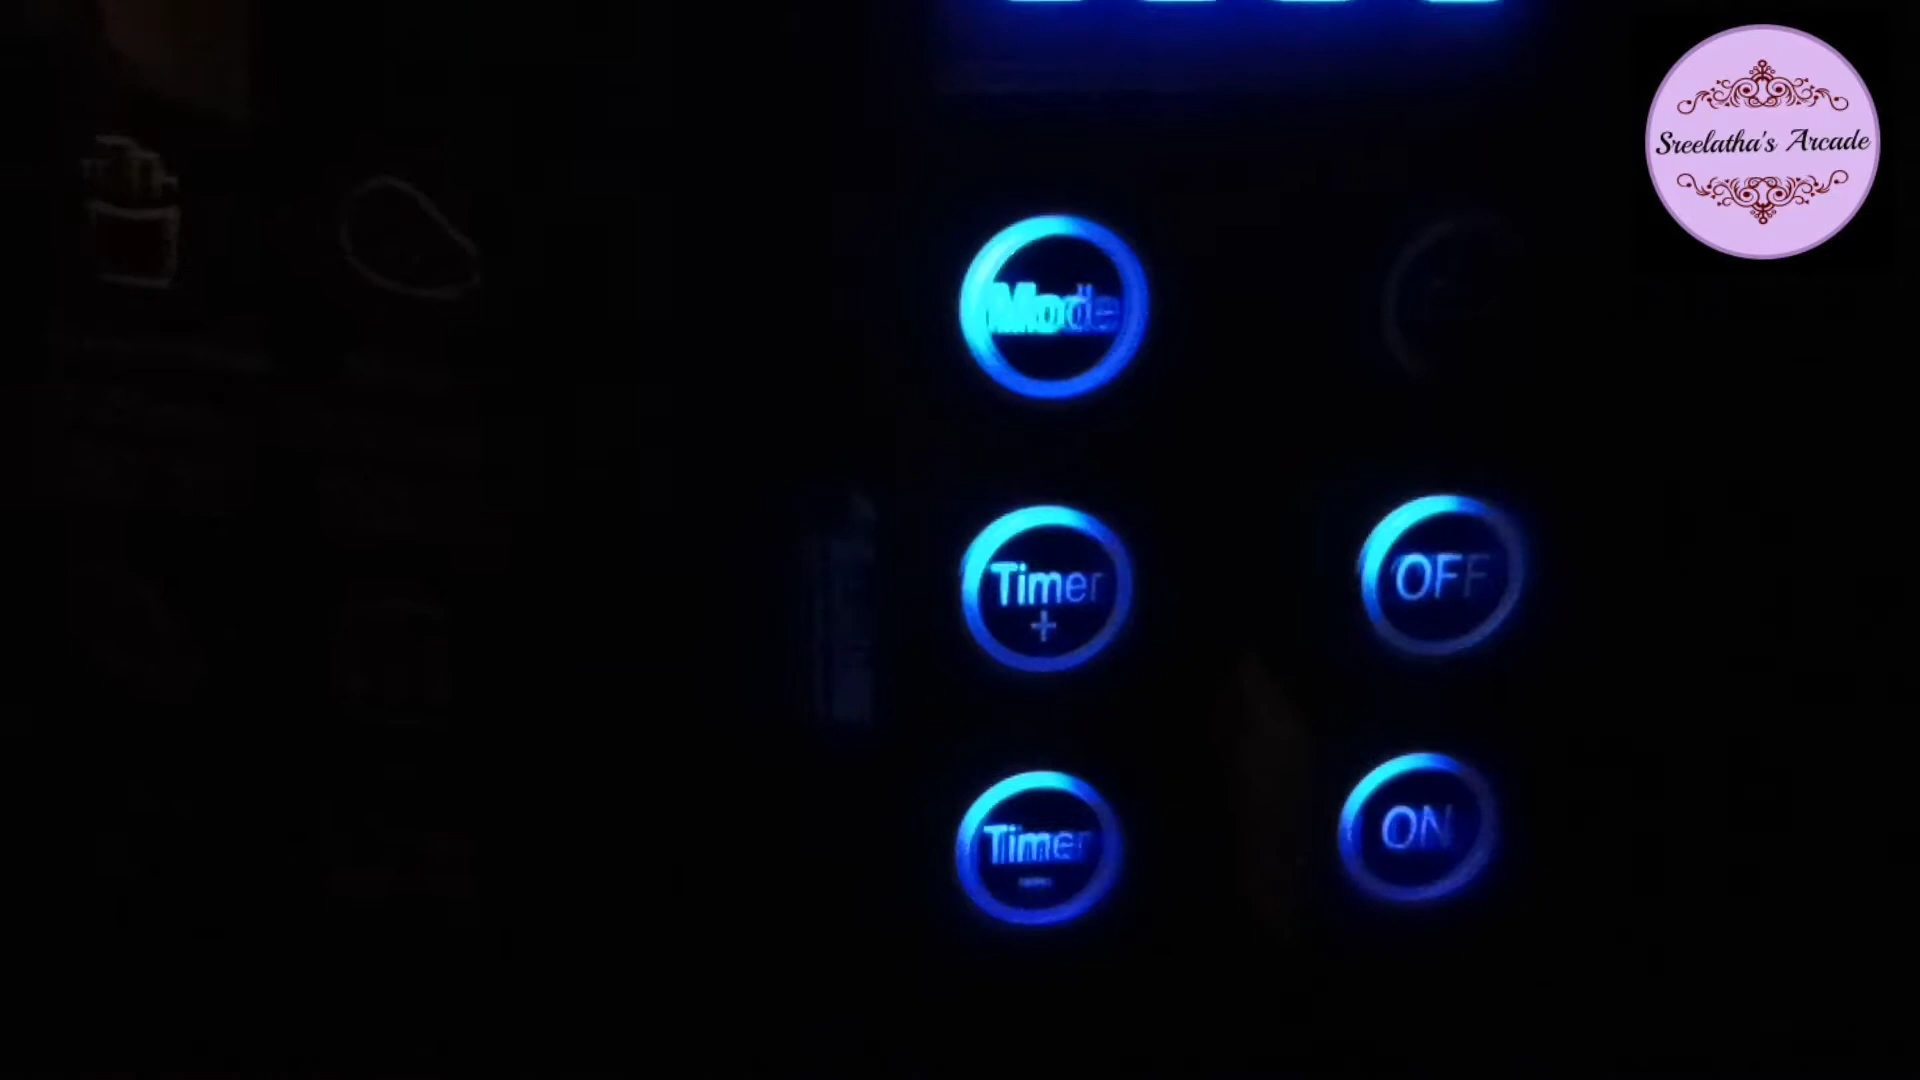 Sreelatha's Arcade
Mode
Timer
+
OFF
Timer
-
ON